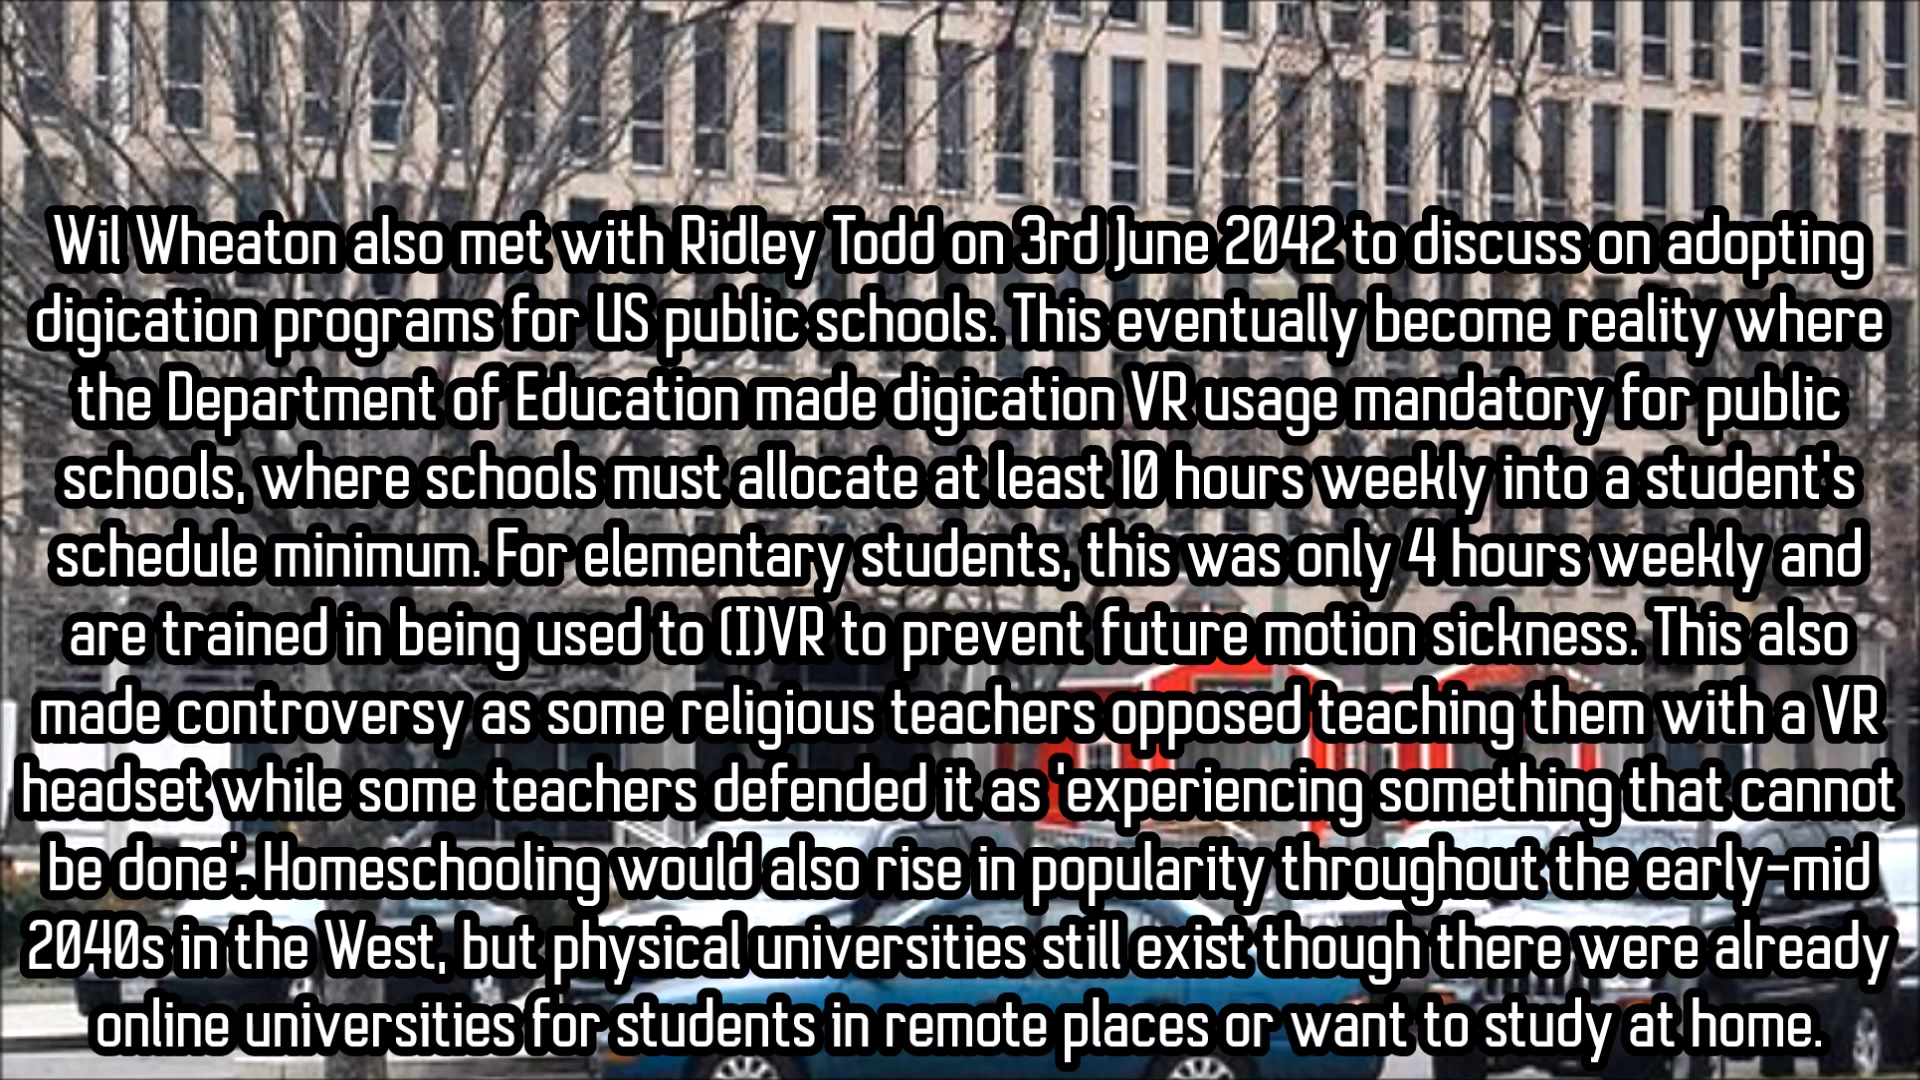 Wil Wheaton also met with Ridley Todd on 3rd June 2042 to discuss on adopting
digication programs for US public schools. This eventually become reality where
the Department of Education made digication VR usage mandatory for public
schools, where schools must allocate at least 10 hours weekly into a student's
schedule minimum. For elementary students, this was only 4 hours weekly and
are trained in being used to (I)VR to prevent future motion sickness. This also
made controversy as some religious teachers opposed teaching them with a VR
headset while some teachers defended it as 'experiencing something that cannot
be done'. Homeschooling would also rise in popularity throughout the early-mid
2040s in the West, but physical universities still exist though there were already
online universities for students in remote places or want to study at home.